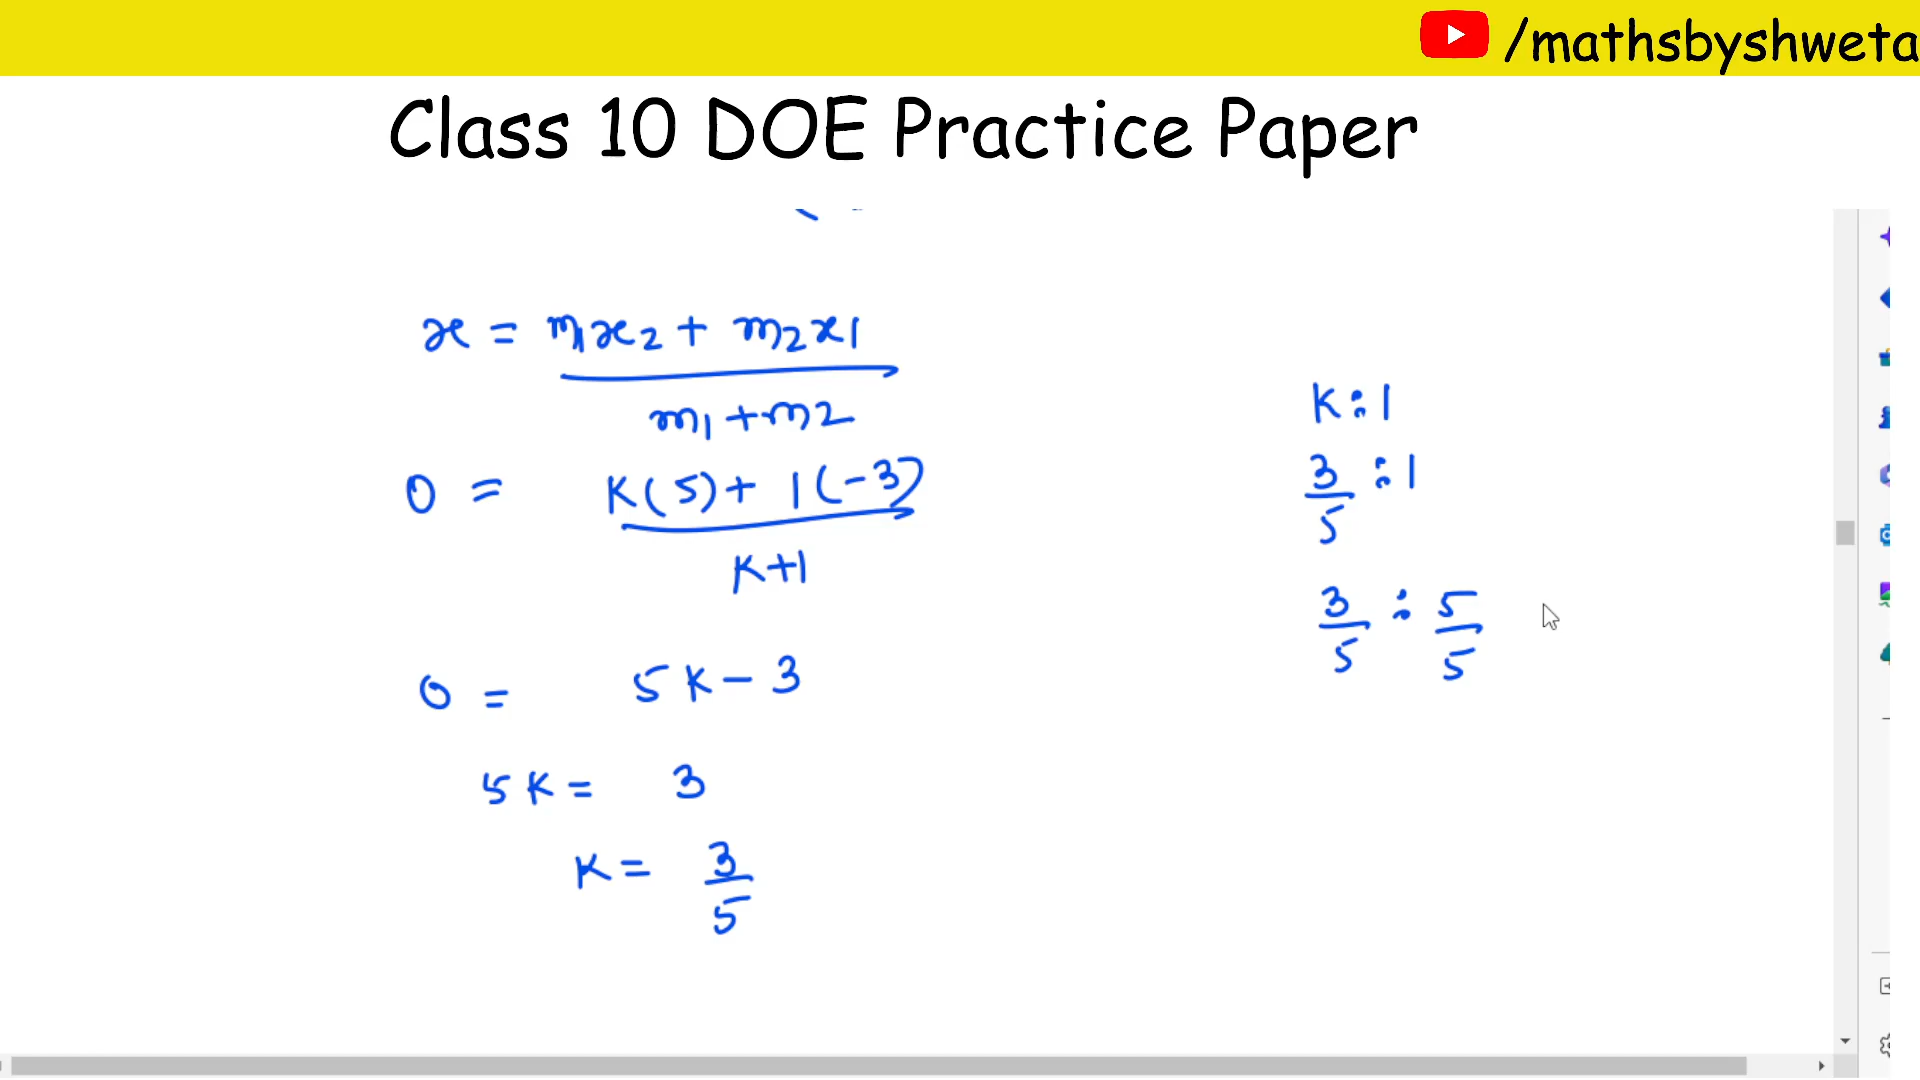 /mathsbyshweta
Class 10 DOE Practice Paper
x = m1x2 + m2x1
m1 + m2
0 = K(5) + 1(-3)
K+1
0 = 5K - 3
5K = 3
K = 3
5
K:1
3 : 1
5
3 : 5
5 5